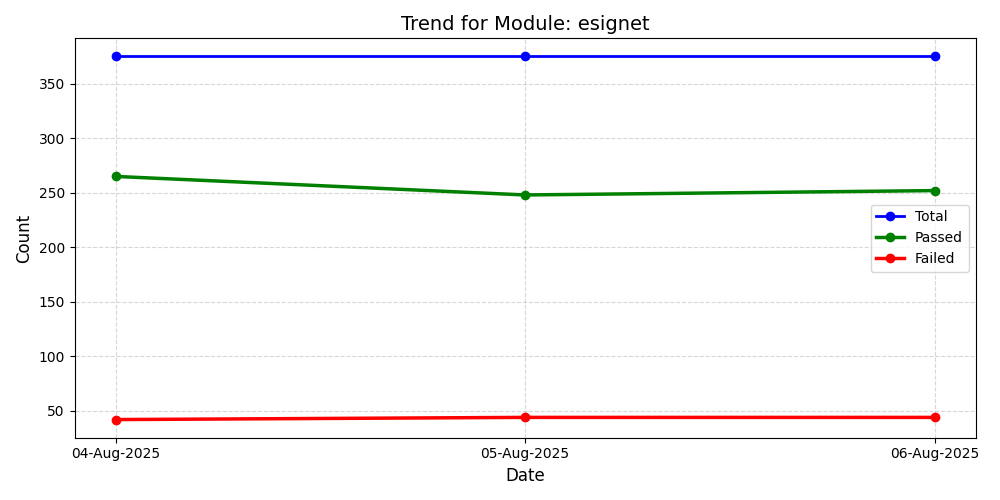 Trend for Module: esignet
Count
350
300
250
200
150
100
50
Total
Passed
Failed
04-Aug-2025
05-Aug-2025
06-Aug-2025
Date